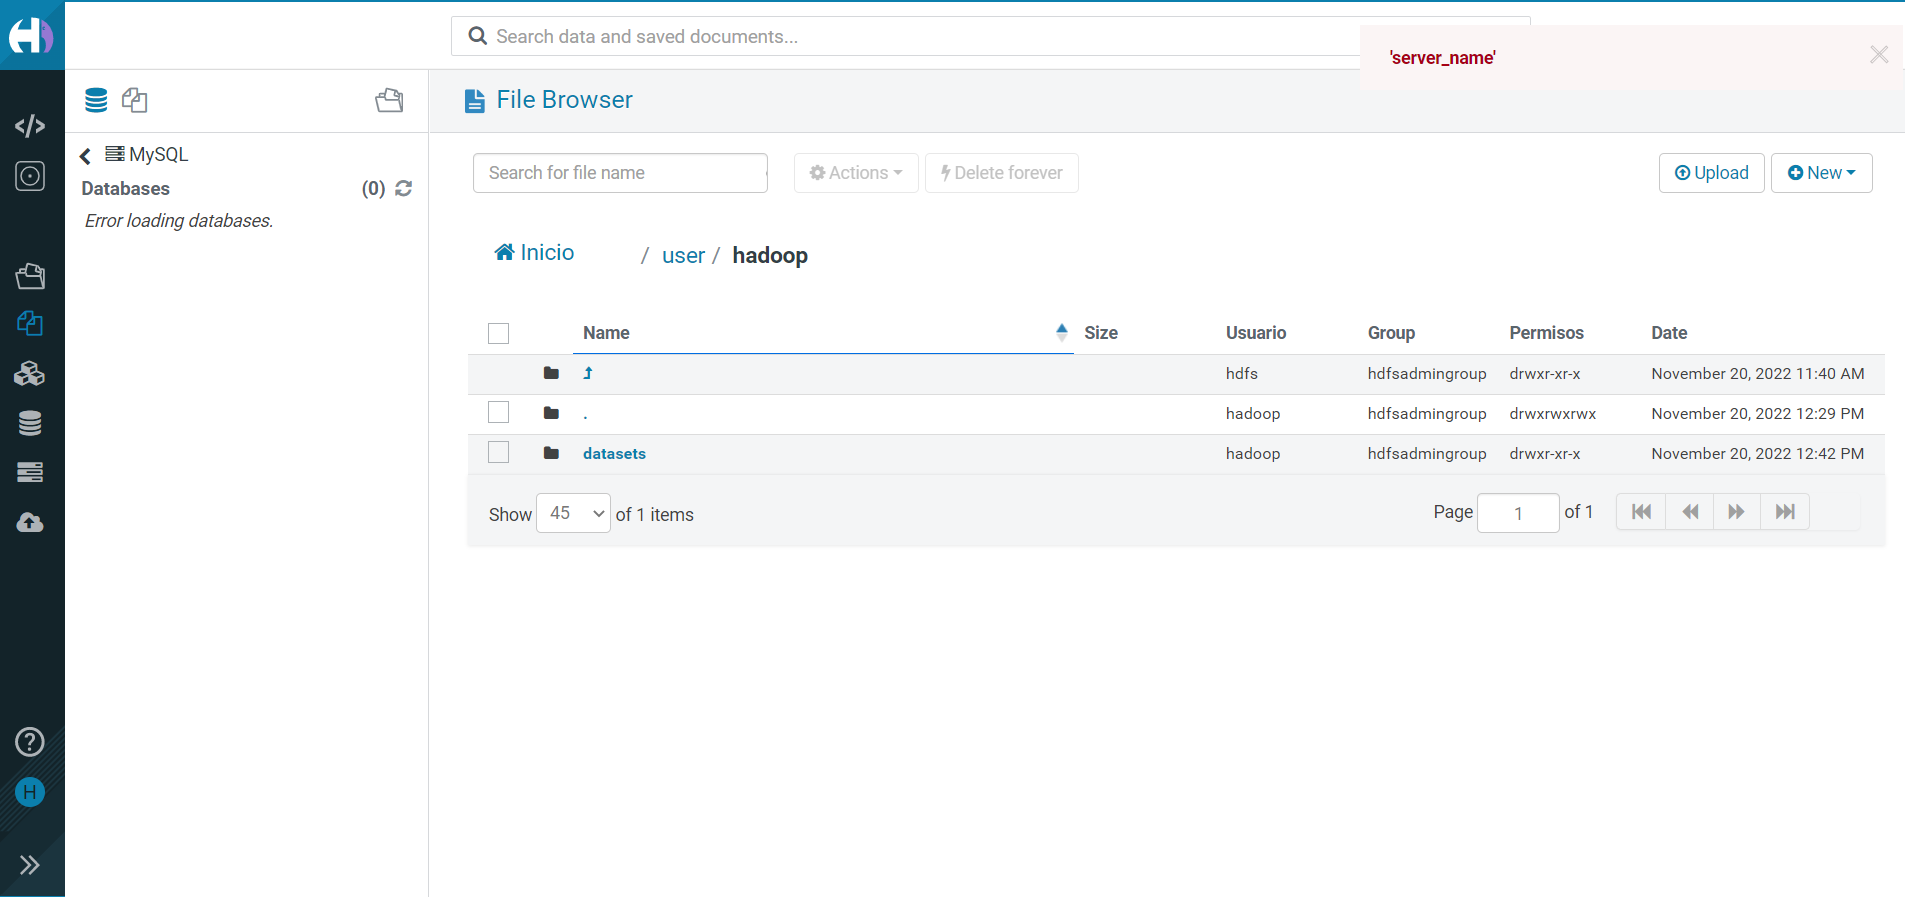 Search data and saved documents...
'server_name'
File Browser
MySQL
Databases (0)
Error loading databases.
Search for file name
Actions
Delete forever
Upload
New
Inicio / user / hadoop
Name Size Usuario Group Permisos Date
hdfs hdfsadmingroup drwxr-xr-x November 20, 2022 11:40 AM
. hadoop hdfsadmingroup drwxrwxrwx November 20, 2022 12:29 PM
datasets hadoop hdfsadmingroup drwxr-xr-x November 20, 2022 12:42 PM
Show 45 of 1 items
Page 1 of 1
H